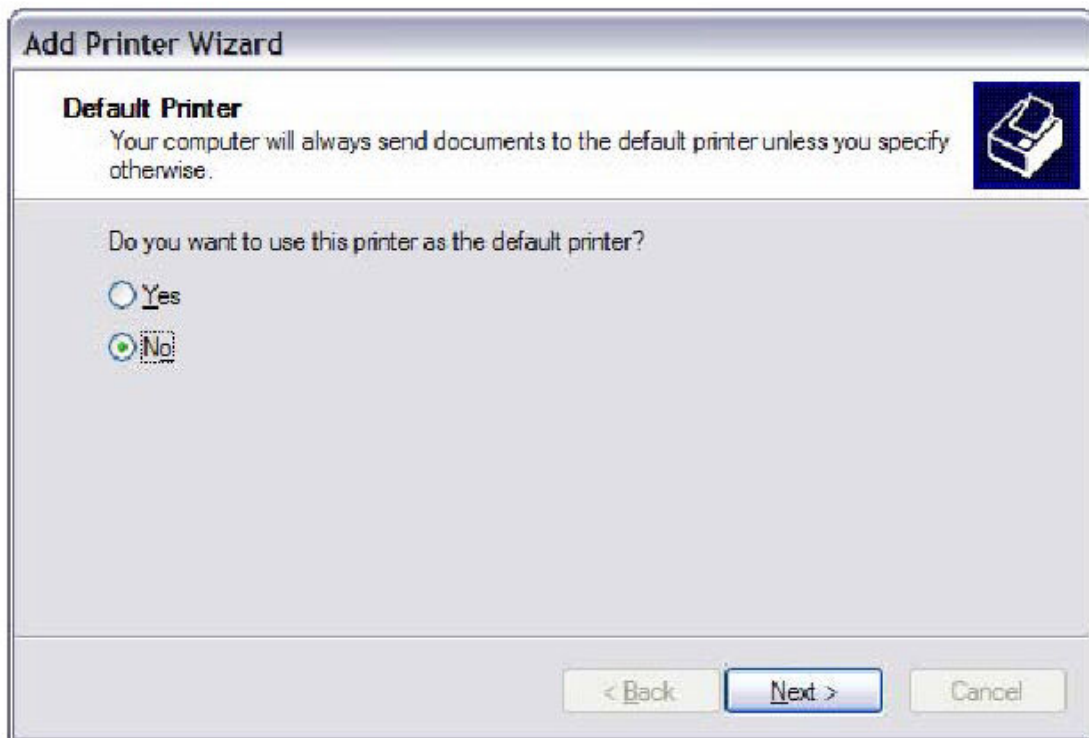 Add Printer Wizard
Default Printer
Your computer will always send documents to the default printer unless you specify
otherwise.
Do you want to use this printer as the default printer?
Yes
No
< Back
Next >
Cancel